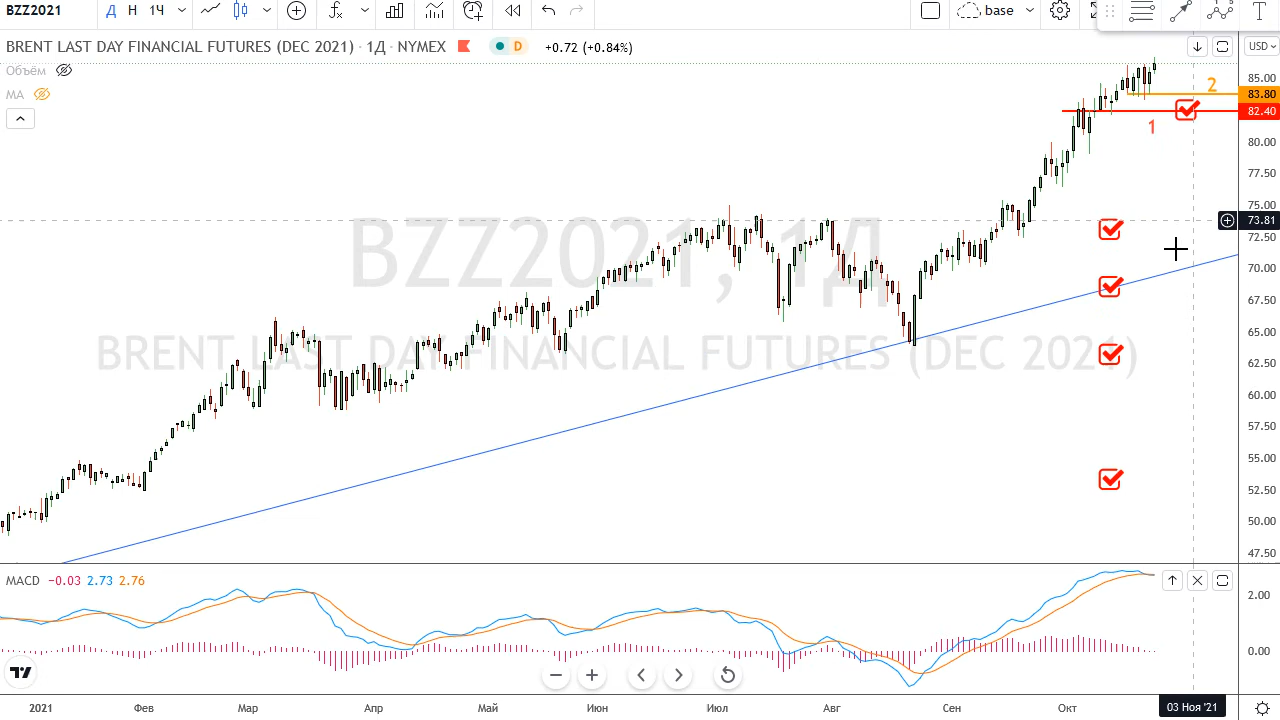 BZZ2021 Д Н 1Ч base
BRENT LAST DAY FINANCIAL FUTURES (DEC 2021) · 1Д · NYMEX D +0.72 (+0.84%) USD
Объём
MA
85.00
2
83.80
82.40
1
80.00
77.50
75.00
73.81
72.50
70.00
67.50
65.00
62.50
60.00
57.50
55.00
52.50
50.00
47.50
BZZ2021, 1Д
BRENT LAST DAY FINANCIAL FUTURES (DEC 2021)
MACD −0.03 2.73 2.76
2.00
0.00
2021 Фев Мар Апр Май Июн Июл Авг Сен Окт 03 Ноя '21